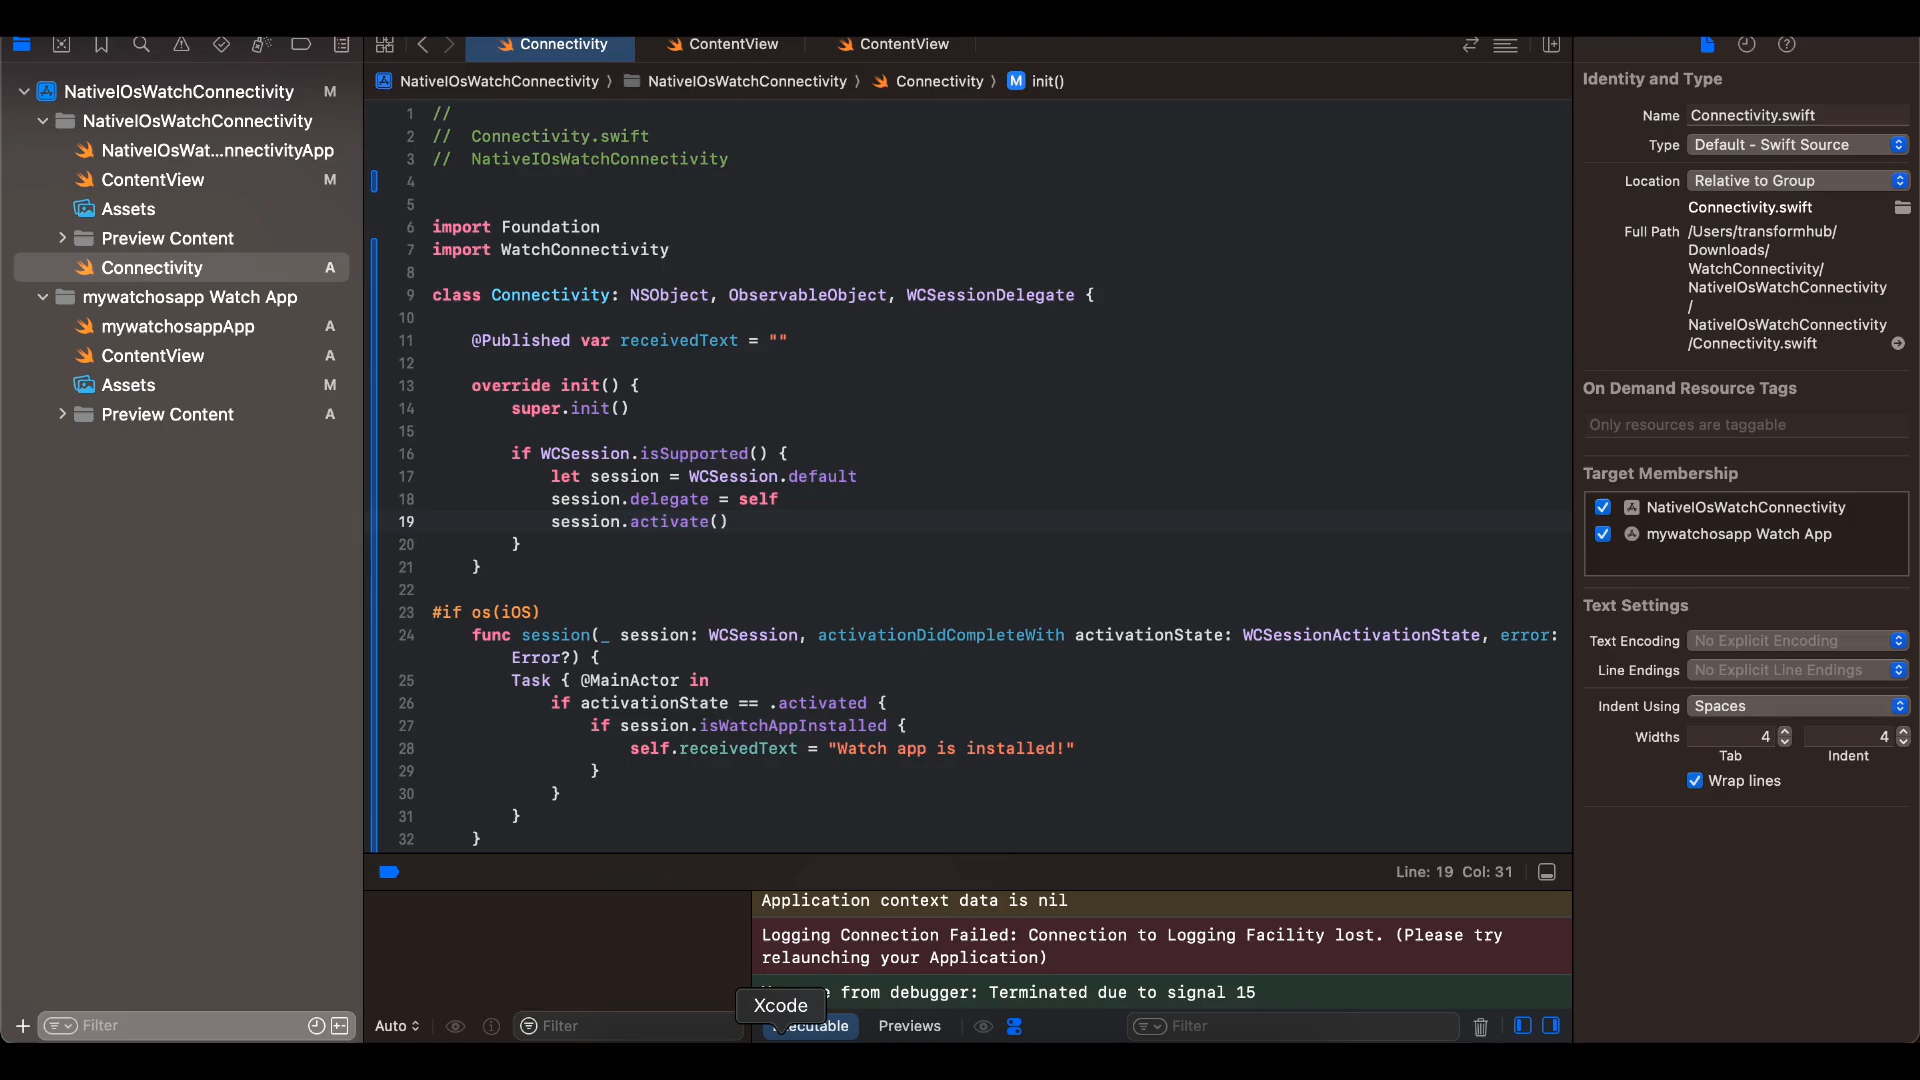 Connectivity
ContentView
ContentView
NativeIOsWatchConnectivity M
NativeIOsWatchConnectivity
NativeIOsWat...nnectivityApp
ContentView M
Assets
Preview Content
Connectivity A
mywatchosapp Watch App
mywatchosappApp A
ContentView A
Assets M
Preview Content A
Filter
NativeIOsWatchConnectivity 〉 NativeIOsWatchConnectivity 〉 Connectivity 〉 M init()
1 //
2 //  Connectivity.swift
3 //  NativeIOsWatchConnectivity
4
5
6 import Foundation
7 import WatchConnectivity
8
9 class Connectivity: NSObject, ObservableObject, WCSessionDelegate {
10
11     @Published var receivedText = ""
12
13     override init() {
14         super.init()
15
16         if WCSession.isSupported() {
17             let session = WCSession.default
18             session.delegate = self
19             session.activate()
20         }
21     }
22
23 #if os(iOS)
24     func session(_ session: WCSession, activationDidCompleteWith activationState: WCSessionActivationState, error:
Error?) {
25         Task { @MainActor in
26             if activationState == .activated {
27                 if session.isWatchAppInstalled {
28                     self.receivedText = "Watch app is installed!"
29                 }
30             }
31         }
32     }
Line: 19 Col: 31
Application context data is nil
Logging Connection Failed: Connection to Logging Facility lost. (Please try
relaunching your Application)
from debugger: Terminated due to signal 15
Xcode
Auto
Filter
Previews
Filter
Identity and Type
Name Connectivity.swift
Type Default - Swift Source
Location Relative to Group
Connectivity.swift
Full Path /Users/transformhub/
Downloads/
WatchConnectivity/
NativeIOsWatchConnectivity
/
NativeIOsWatchConnectivity
/Connectivity.swift
On Demand Resource Tags
Only resources are taggable
Target Membership
NativeIOsWatchConnectivity
mywatchosapp Watch App
Text Settings
Text Encoding No Explicit Encoding
Line Endings No Explicit Line Endings
Indent Using Spaces
Widths 4 4
Tab Indent
Wrap lines